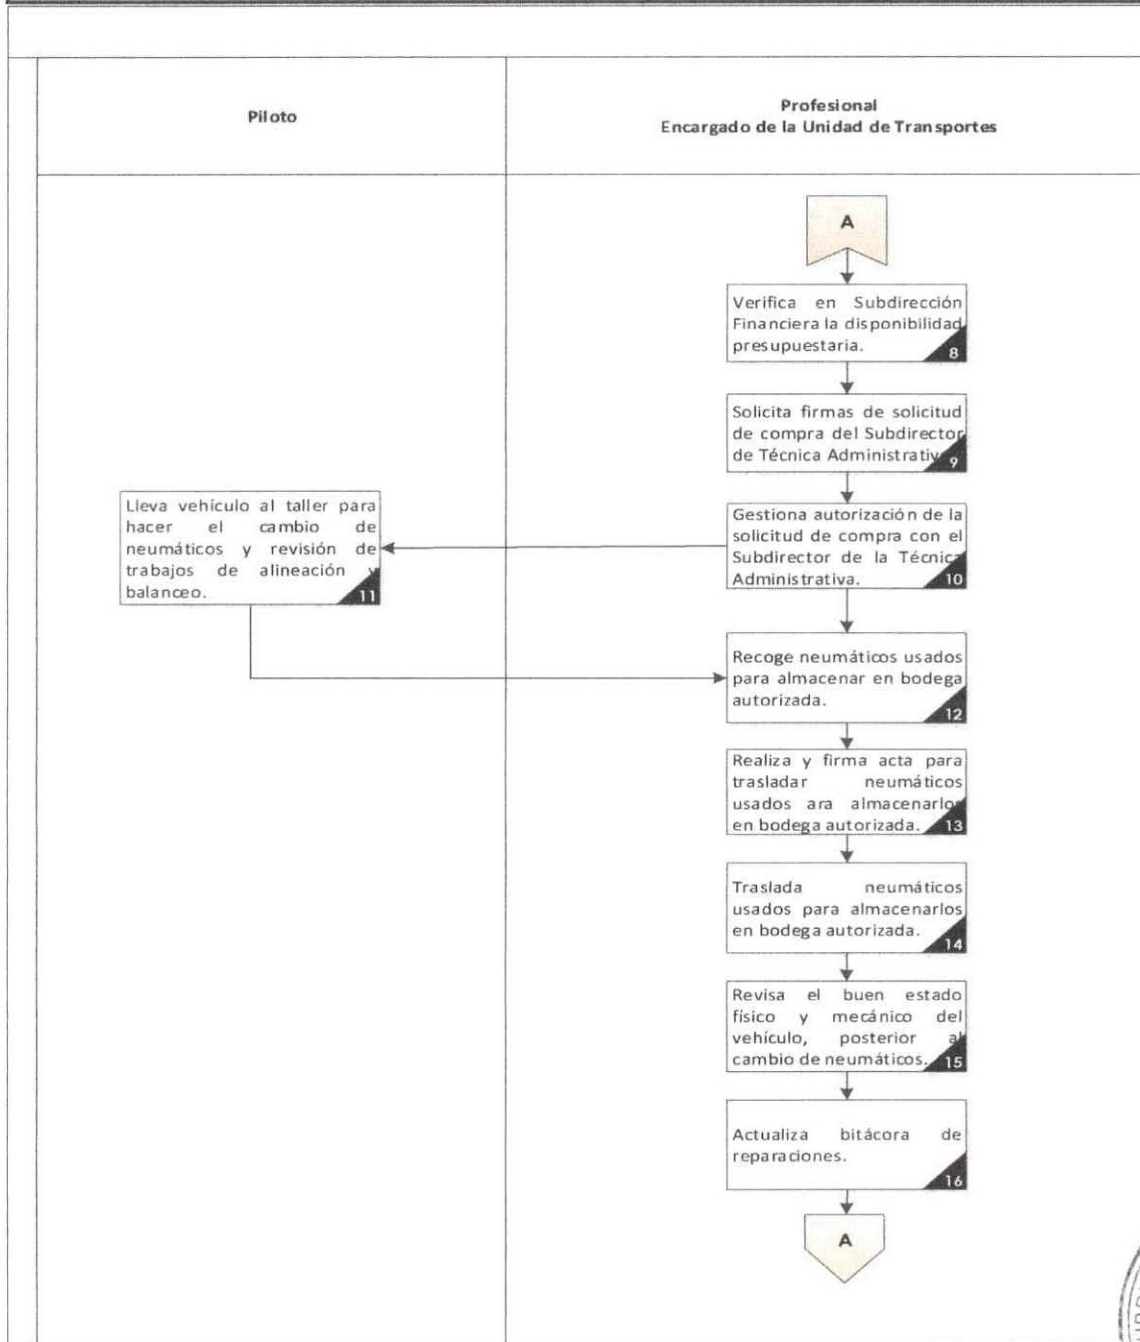 Piloto
Profesional
Encargado de la Unidad de Transportes
A
Verifica en Subdirección
Financiera la disponibilidad
presupuestaria.
8
Solicita firmas de solicitud
de compra del Subdirector
de Técnica Administrativ
9
Gestiona autorización de la
solicitud de compra con el
Subdirector de la Técnica
Administrativa.
10
Lleva vehículo al taller para
hacer el cambio de
neumáticos y revisión de
trabajos de alineación y
balanceo.
11
Recoge neumáticos usados
para almacenar en bodega
autorizada.
12
Realiza y firma acta para
trasladar neumáticos
usados ara almacenarlos
en bodega autorizada.
13
Traslada neumáticos
usados para almacenarlos
en bodega autorizada.
14
Revisa el buen estado
físico y mecánico del
vehículo, posterior al
cambio de neumáticos.
15
Actualiza bitácora de
reparaciones.
16
A